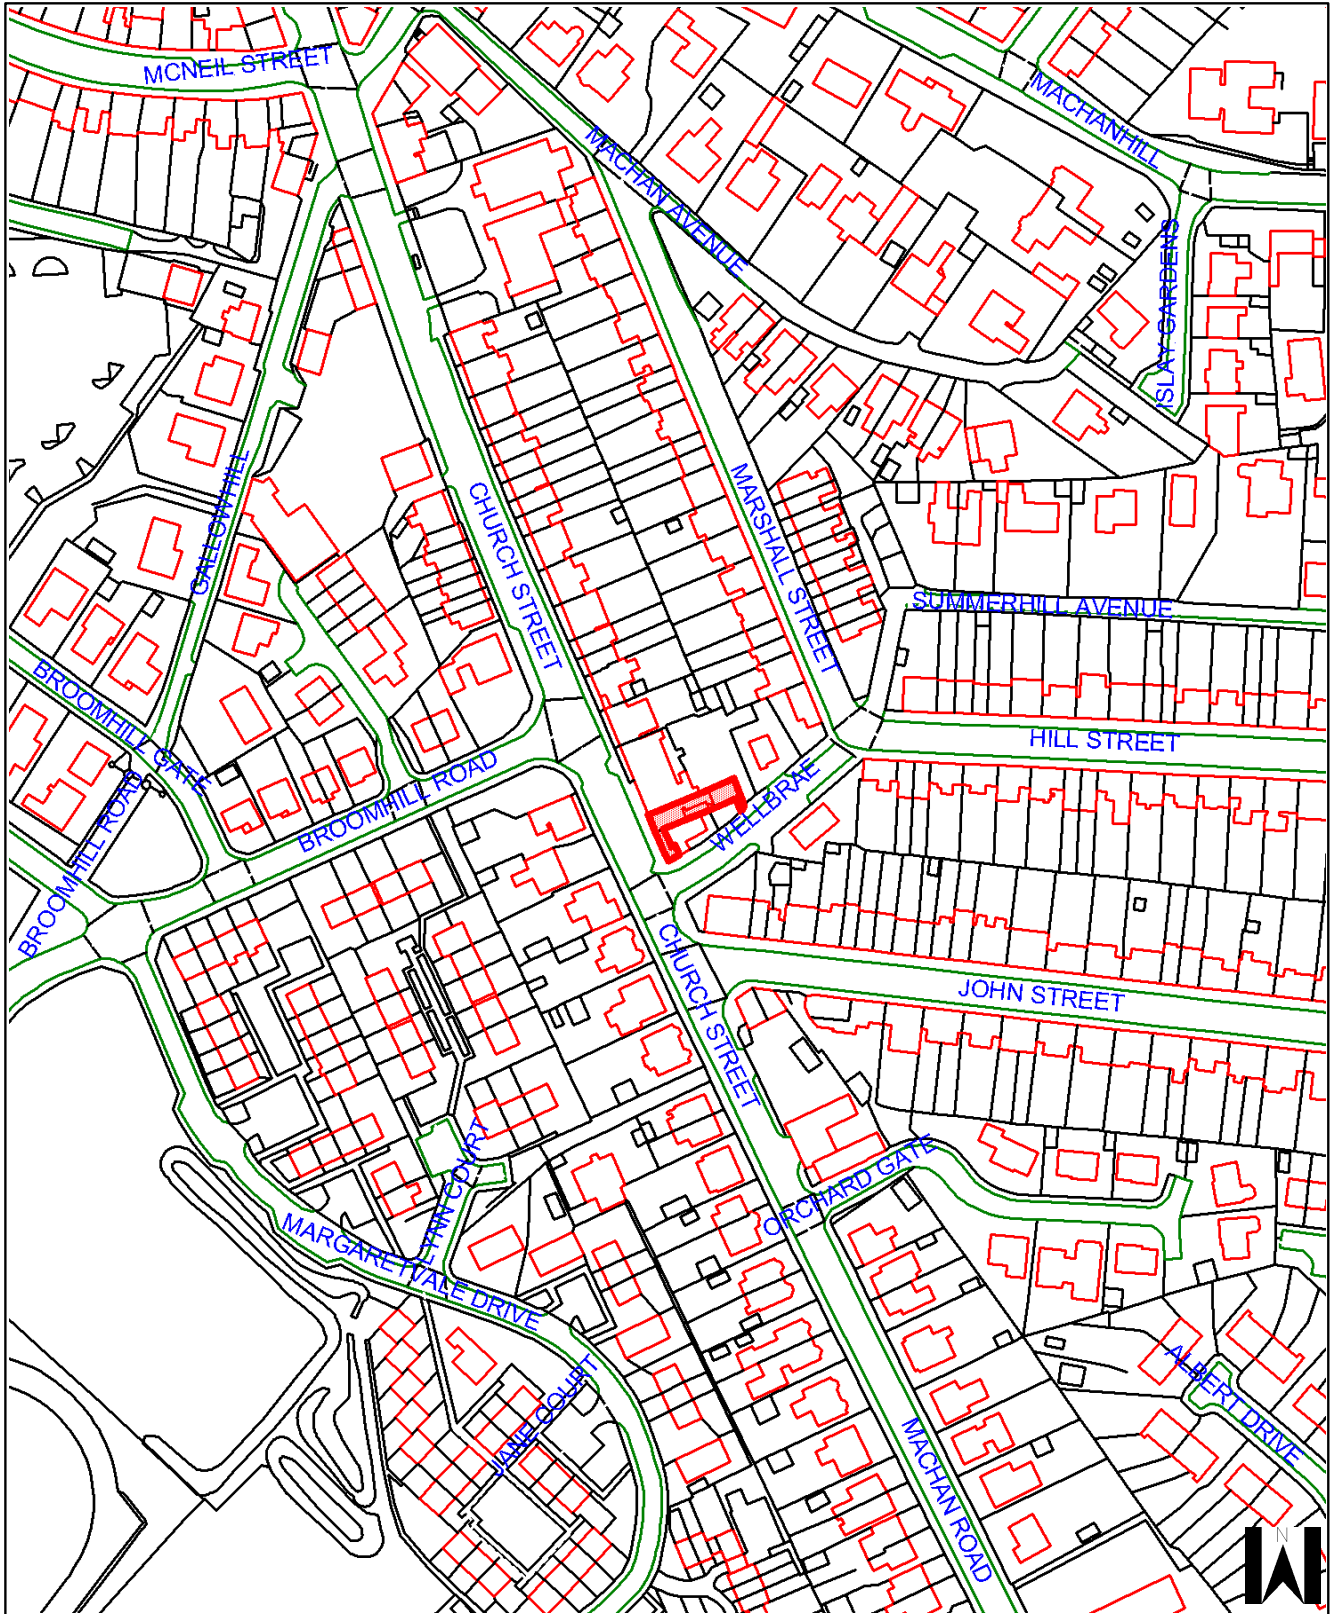 MCNEIL STREET
MACHANHILL
MACHAN AVENUE
ISLAY GARDENS
GALLOWHILL
CHURCH STREET
MARSHALL STREET
SUMMERHILL AVENUE
BROOMHILL GATE
HILL STREET
BROOMHILL ROAD
BROOMHILL ROAD
WELLBRAE
CHURCH STREET
JOHN STREET
LYNN COURT
ORCHARD GATE
MARGARETVALE DRIVE
JANE COURT
ALBERT DRIVE
MACHAN ROAD
N